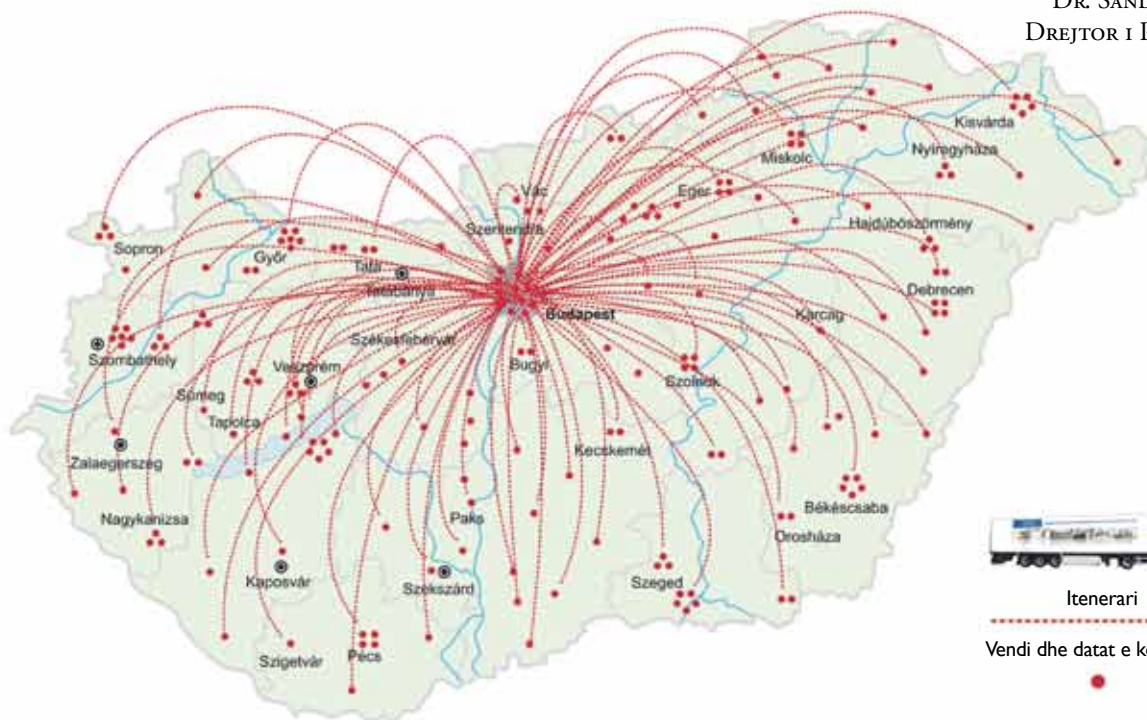 DR. SÁND
DREJTOR I I
Kisvárda
Miskolc
Nyíregyháza
Vác
Eger
Szentendre
Hajdúböszörmény
Sopron
Győr
Tata
Tatabánya
Debrecen
Budapest
Karcag
Székesfehérvár
Szombathely
Veszprém
Bugyi
Szolnok
Sümeg
Tapolca
Kecskemét
Zalaegerszeg
Nagykanizsa
Paks
Békéscsaba
Orosháza
Kaposvár
Szekszárd
Szeged
Itenerari
Szigetvár
Pécs
Vendi dhe datat e k